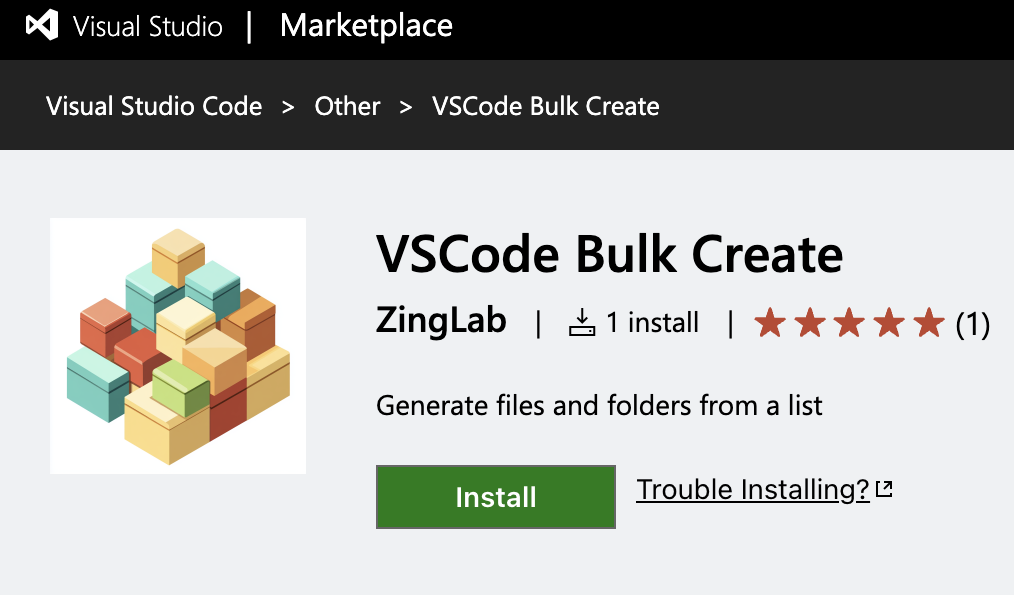 Visual Studio | Marketplace
Visual Studio Code > Other > VSCode Bulk Create
VSCode Bulk Create
ZingLab | 1 install | (1)
Generate files and folders from a list
Install Trouble Installing?